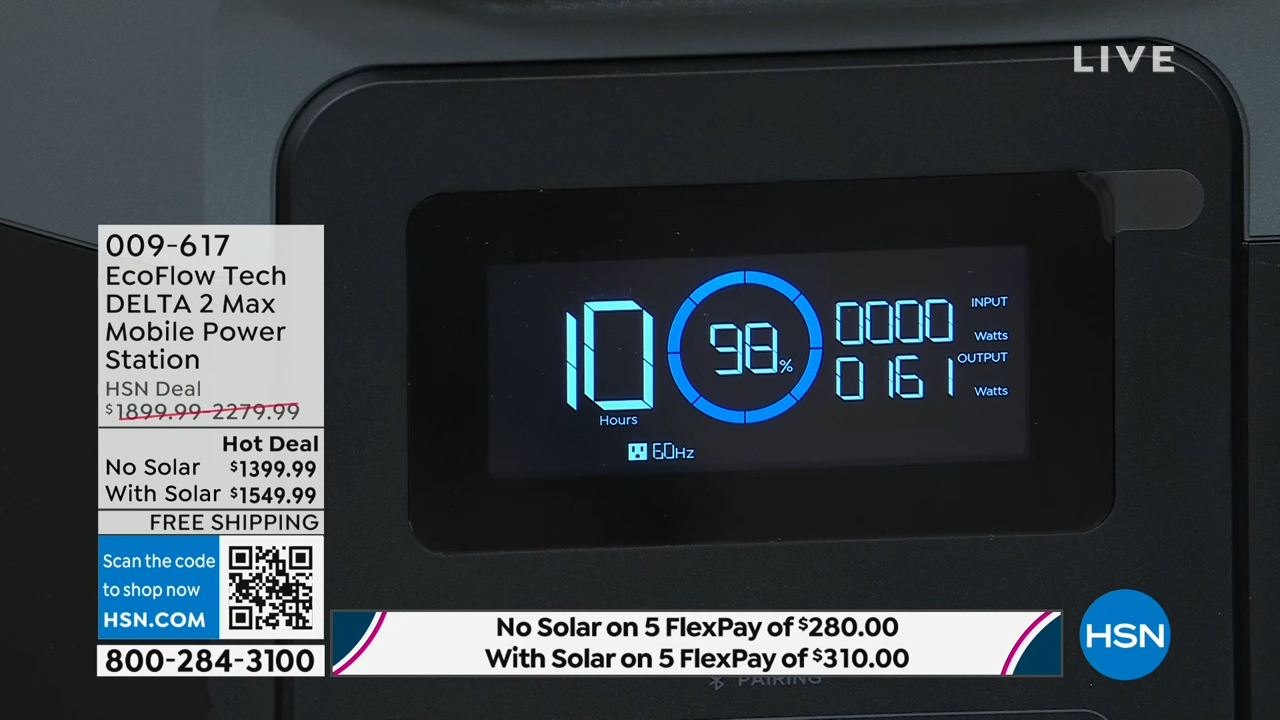 LIVE
009-617
EcoFlow Tech
DELTA 2 Max
Mobile Power
Station
HSN Deal
$1899.99-2279.99
Hot Deal
No Solar $1399.99
With Solar $1549.99
FREE SHIPPING
Scan the code
to shop now
HSN.COM
800-284-3100
10
Hours
98%
0000 INPUT
Watts
0161 OUTPUT
Watts
60Hz
No Solar on 5 FlexPay of $280.00
With Solar on 5 FlexPay of $310.00
HSN
PAIRING